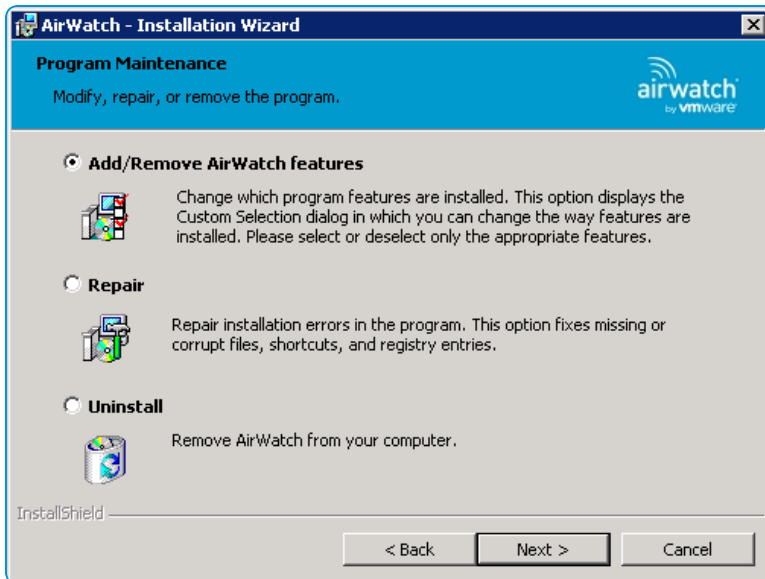 AirWatch - Installation Wizard
Program Maintenance
Modify, repair, or remove the program.
airwatch
by vmware
Add/Remove AirWatch features
Change which program features are installed. This option displays the
Custom Selection dialog in which you can change the way features are
installed. Please select or deselect only the appropriate features.
Repair
Repair installation errors in the program. This option fixes missing or
corrupt files, shortcuts, and registry entries.
Uninstall
Remove AirWatch from your computer.
InstallShield
< Back Next > Cancel